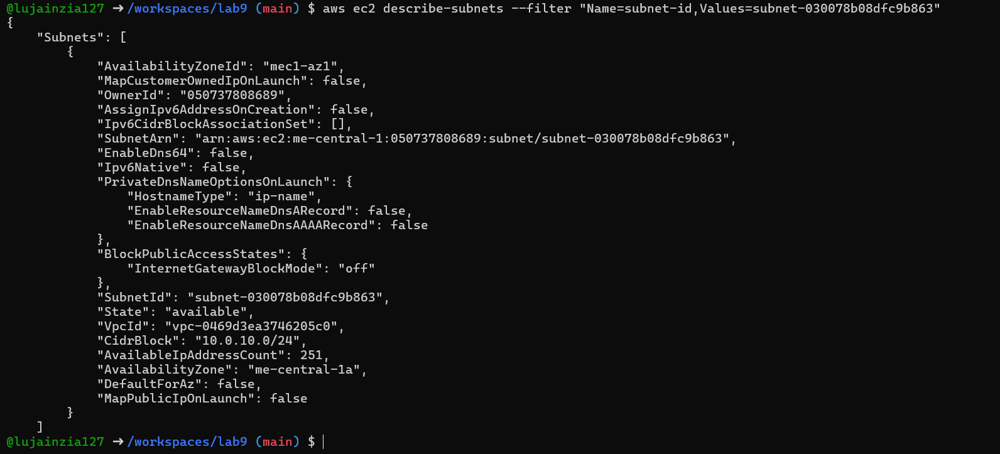 @lujainzia127 ➜ /workspaces/lab9 (main) $ aws ec2 describe-subnets --filter "Name=subnet-id,Values=subnet-030078b08dfc9b863"
{
    "Subnets": [
        {
            "AvailabilityZoneId": "mec1-az1",
            "MapCustomerOwnedIpOnLaunch": false,
            "OwnerId": "050737808689",
            "AssignIpv6AddressOnCreation": false,
            "Ipv6CidrBlockAssociationSet": [],
            "SubnetArn": "arn:aws:ec2:me-central-1:050737808689:subnet/subnet-030078b08dfc9b863",
            "EnableDns64": false,
            "Ipv6Native": false,
            "PrivateDnsNameOptionsOnLaunch": {
                "HostnameType": "ip-name",
                "EnableResourceNameDnsARecord": false,
                "EnableResourceNameDnsAAAARecord": false
            },
            "BlockPublicAccessStates": {
                "InternetGatewayBlockMode": "off"
            },
            "SubnetId": "subnet-030078b08dfc9b863",
            "State": "available",
            "VpcId": "vpc-0469d3ea3746205c0",
            "CidrBlock": "10.0.10.0/24",
            "AvailableIpAddressCount": 251,
            "AvailabilityZone": "me-central-1a",
            "DefaultForAz": false,
            "MapPublicIpOnLaunch": false
        }
    ]
@lujainzia127 ➜ /workspaces/lab9 (main) $